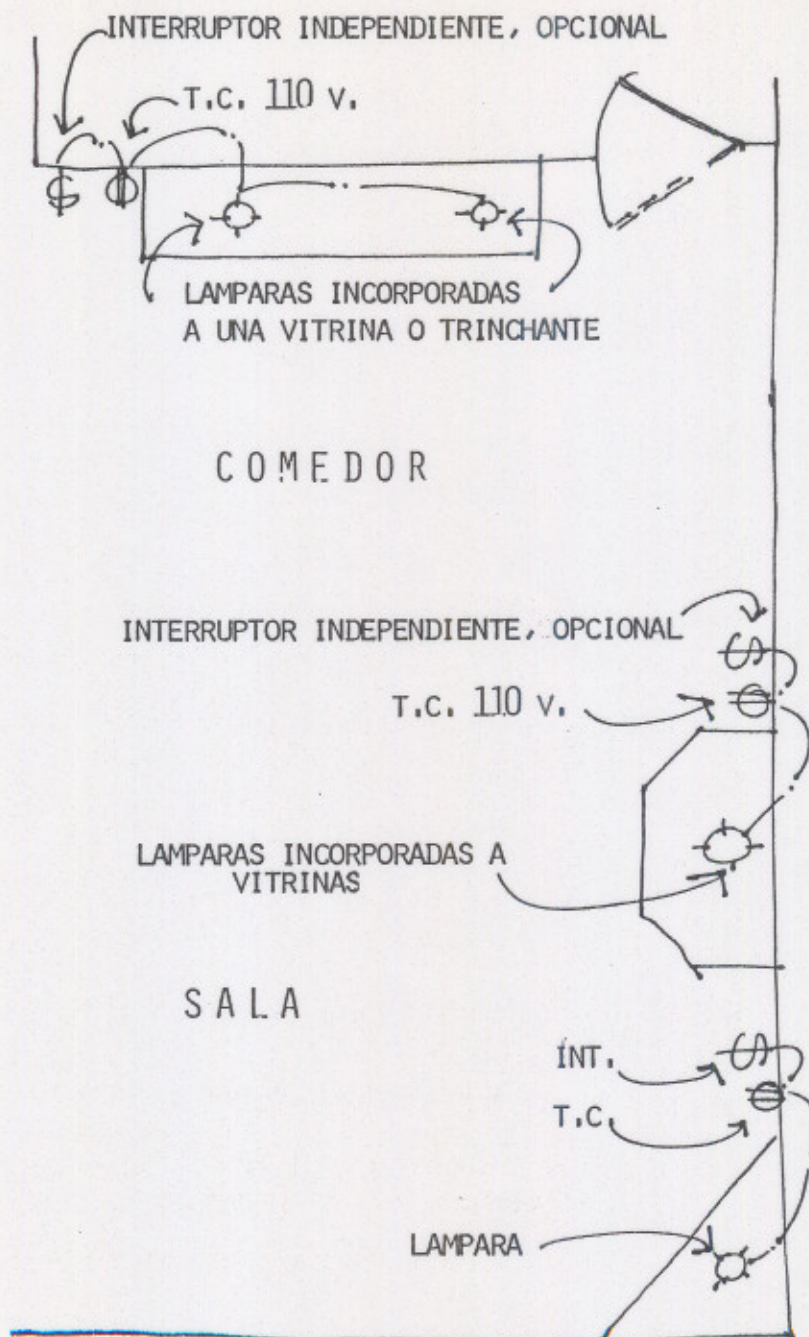 INTERRUPTOR INDEPENDIENTE, OPCIONAL
T.C. 110 V.
LAMPARAS INCORPORADAS
A UNA VITRINA O TRINCHANTE
COMEDOR
INTERRUPTOR INDEPENDIENTE, OPCIONAL
T.C. 110 V.
LAMPARAS INCORPORADAS A
VITRINAS
SALA
INT.
T.C.
LAMPARA